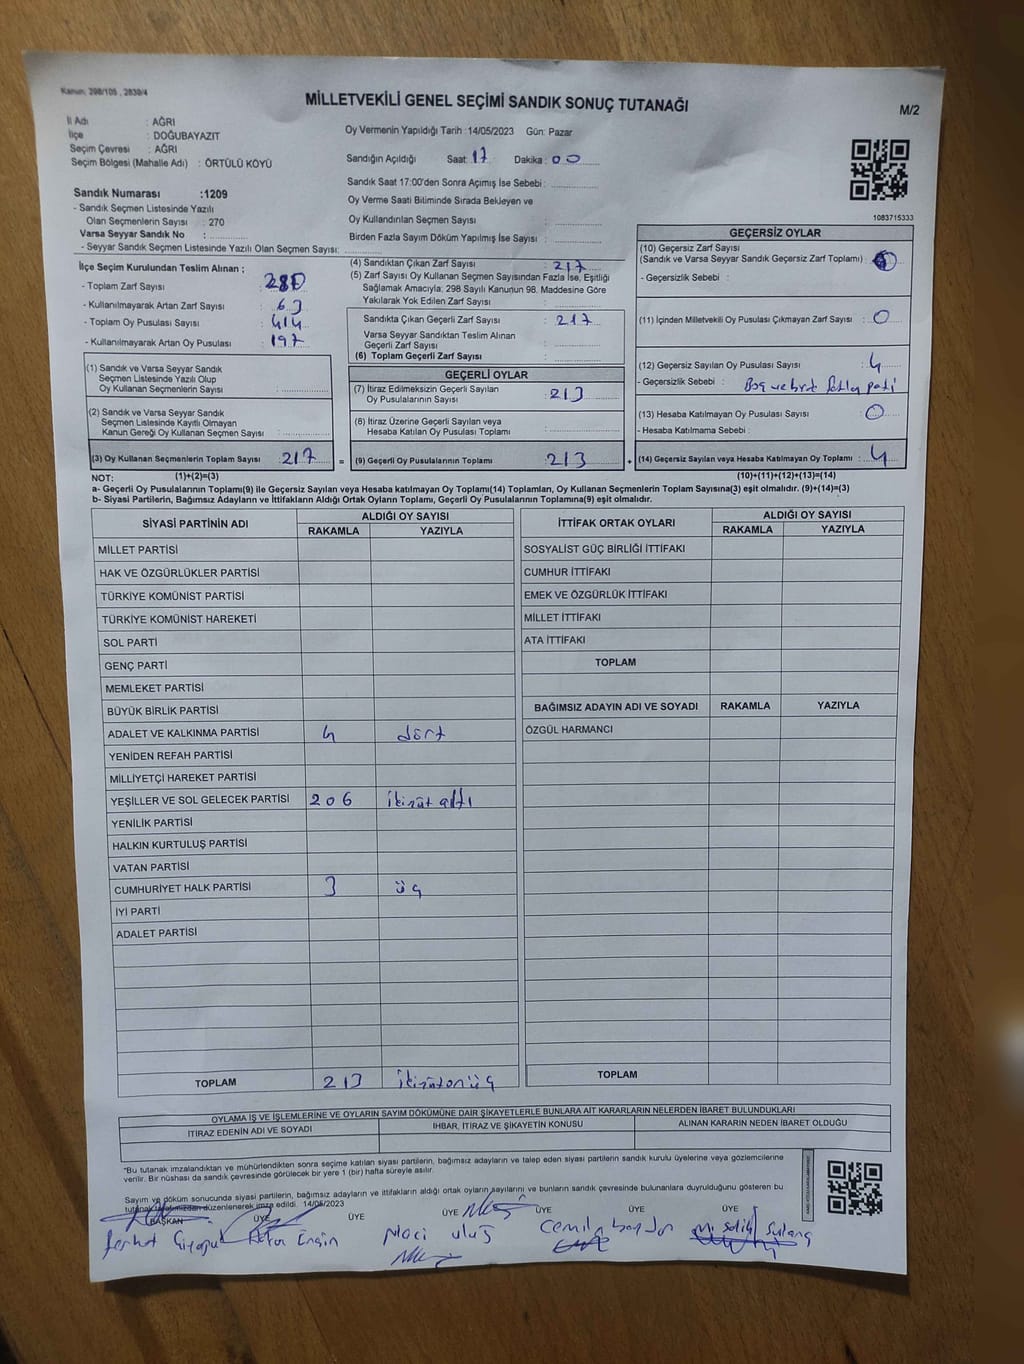 Kanun: 298/105 , 2839/4
MİLLETVEKİLİ GENEL SEÇİMİ SANDIK SONUÇ TUTANAĞI
M/2
İl Adı : AĞRI
İlçe : DOĞUBAYAZIT
Seçim Çevresi : AĞRI
Seçim Bölgesi (Mahalle Adı) : ÖRTÜLÜ KÖYÜ
Sandık Numarası :1209
- Sandık Seçmen Listesinde Yazılı
Olan Seçmenlerin Sayısı : 270
Varsa Seyyar Sandık No :
- Seyyar Sandık Seçmen Listesinde Yazılı Olan Seçmen Sayısı:
Oy Vermenin Yapıldığı Tarih : 14/05/2023 Gün: Pazar
Sandığın Açıldığı Saat: 17 Dakika : 00
Sandık Saat 17:00'den Sonra Açımış İse Sebebi :
Oy Verme Saati Bitiminde Sırada Bekleyen ve
Oy Kullandırılan Seçmen Sayısı :
Birden Fazla Sayım Döküm Yapılmış İse Sayısı :
1083715333
İlçe Seçim Kurulundan Teslim Alınan ;
- Toplam Zarf Sayısı : 280
- Kullanılmayarak Artan Zarf Sayısı : 63
- Toplam Oy Pusulası Sayısı : 414
- Kullanılmayarak Artan Oy Pusulası : 197
(1) Sandık ve Varsa Seyyar Sandık
Seçmen Listesinde Yazılı Olup
Oy Kullanan Seçmenlerin Sayısı :
(2) Sandık ve Varsa Seyyar Sandık
Seçmen Listesinde Kayıtlı Olmayan
Kanun Gereği Oy Kullanan Seçmen Sayısı :
(3) Oy Kullanan Seçmenlerin Toplam Sayısı : 217
(4) Sandıktan Çıkan Zarf Sayısı : 217
(5) Zarf Sayısı Oy Kullanan Seçmen Sayısından Fazla İse, Eşitliği
Sağlamak Amacıyla; 298 Sayılı Kanunun 98. Maddesine Göre
Yakılarak Yok Edilen Zarf Sayısı :
Sandıkta Çıkan Geçerli Zarf Sayısı : 217
Varsa Seyyar Sandıktan Teslim Alınan
Geçerli Zarf Sayısı :
(6) Toplam Geçerli Zarf Sayısı :
GEÇERLİ OYLAR
(7) İtiraz Edilmeksizin Geçerli Sayılan
Oy Pusulalarının Sayısı : 213
(8) İtiraz Üzerine Geçerli Sayılan veya
Hesaba Katılan Oy Pusulası Toplamı :
= (9) Geçerli Oy Pusulalarının Toplamı : 213
GEÇERSİZ OYLAR
(10) Geçersiz Zarf Sayısı
(Sandık ve Varsa Seyyar Sandık Geçersiz Zarf Toplamı) :
- Geçersizlik Sebebi :
(11) İçinden Milletvekili Oy Pusulası Çıkmayan Zarf Sayısı : 0
(12) Geçersiz Sayılan Oy Pusulası Sayısı : 4
- Geçersizlik Sebebi : Boş ve parti
(13) Hesaba Katılmayan Oy Pusulası Sayısı : 0
- Hesaba Katılmama Sebebi :
+ (14) Geçersiz Sayılan veya Hesaba Katılmayan Oy Toplamı : 4
NOT: (1)+(2)=(3) (10)+(11)+(12)+(13)=(14)
a- Geçerli Oy Pusulalarının Toplamı(9) ile Geçersiz Sayılan veya Hesaba katılmayan Oy Toplamı(14) Toplamları, Oy Kullanan Seçmenlerin Toplam Sayısına(3) eşit olmalıdır. (9)+(14)=(3)
b- Siyasi Partilerin, Bağımsız Adayların ve İttifakların Aldığı Ortak Oyların Toplamı, Geçerli Oy Pusulalarının Toplamına(9) eşit olmalıdır.
SİYASİ PARTİNİN ADI ALDIĞI OY SAYISI
RAKAMLA YAZIYLA
MİLLET PARTİSİ
HAK VE ÖZGÜRLÜKLER PARTİSİ
TÜRKİYE KOMÜNİST PARTİSİ
TÜRKİYE KOMÜNİST HAREKETİ
SOL PARTİ
GENÇ PARTİ
MEMLEKET PARTİSİ
BÜYÜK BİRLİK PARTİSİ
ADALET VE KALKINMA PARTİSİ 4 dört
YENİDEN REFAH PARTİSİ
MİLLİYETÇİ HAREKET PARTİSİ
YEŞİLLER VE SOL GELECEK PARTİSİ 206 ikizüt altı
YENİLİK PARTİSİ
HALKIN KURTULUŞ PARTİSİ
VATAN PARTİSİ
CUMHURİYET HALK PARTİSİ 3 üç
İYİ PARTİ
ADALET PARTİSİ
TOPLAM 213 ikizütonüç
İTTİFAK ORTAK OYLARI ALDIĞI OY SAYISI
RAKAMLA YAZIYLA
SOSYALİST GÜÇ BİRLİĞİ İTTİFAKI
CUMHUR İTTİFAKI
EMEK VE ÖZGÜRLÜK İTTİFAKI
MİLLET İTTİFAKI
ATA İTTİFAKI
TOPLAM
BAĞIMSIZ ADAYIN ADI VE SOYADI RAKAMLA YAZIYLA
ÖZGÜL HARMANCI
TOPLAM
OYLAMA İŞ VE İŞLEMLERİNE VE OYLARIN SAYIM DÖKÜMÜNE DAİR ŞİKAYETLERLE BUNLARA AİT KARARLARIN NELERDEN İBARET BULUNDUKLARI
İTİRAZ EDENİN ADI VE SOYADI İHBAR, İTİRAZ VE ŞİKAYETİN KONUSU ALINAN KARARIN NEDEN İBARET OLDUĞU
"Bu tutanak imzalandıktan ve mühürlendikten sonra seçime katılan siyasi partilerin, bağımsız adayların ve talep eden siyasi partilerin sandık kurulu üyelerine veya gözlemcilerine
verilir. Bir nüshası da sandık çevresinde görülecek bir yere 1 (bir) hafta süreyle asılır.
Sayım ve döküm sonucunda siyasi partilerin, bağımsız adayların ve ittifakların aldığı ortak oyların sayılarını ve bunların sandık çevresinde bulunanlara duyrulduğunu gösteren bu
tutanak tarafımızdan düzenlenerek imza edildi. 14/05/2023
BAŞKAN ÜYE ÜYE ÜYE ÜYE ÜYE ÜYE
Ferhat Engin Naci uluş Cemil baydar M. Salih